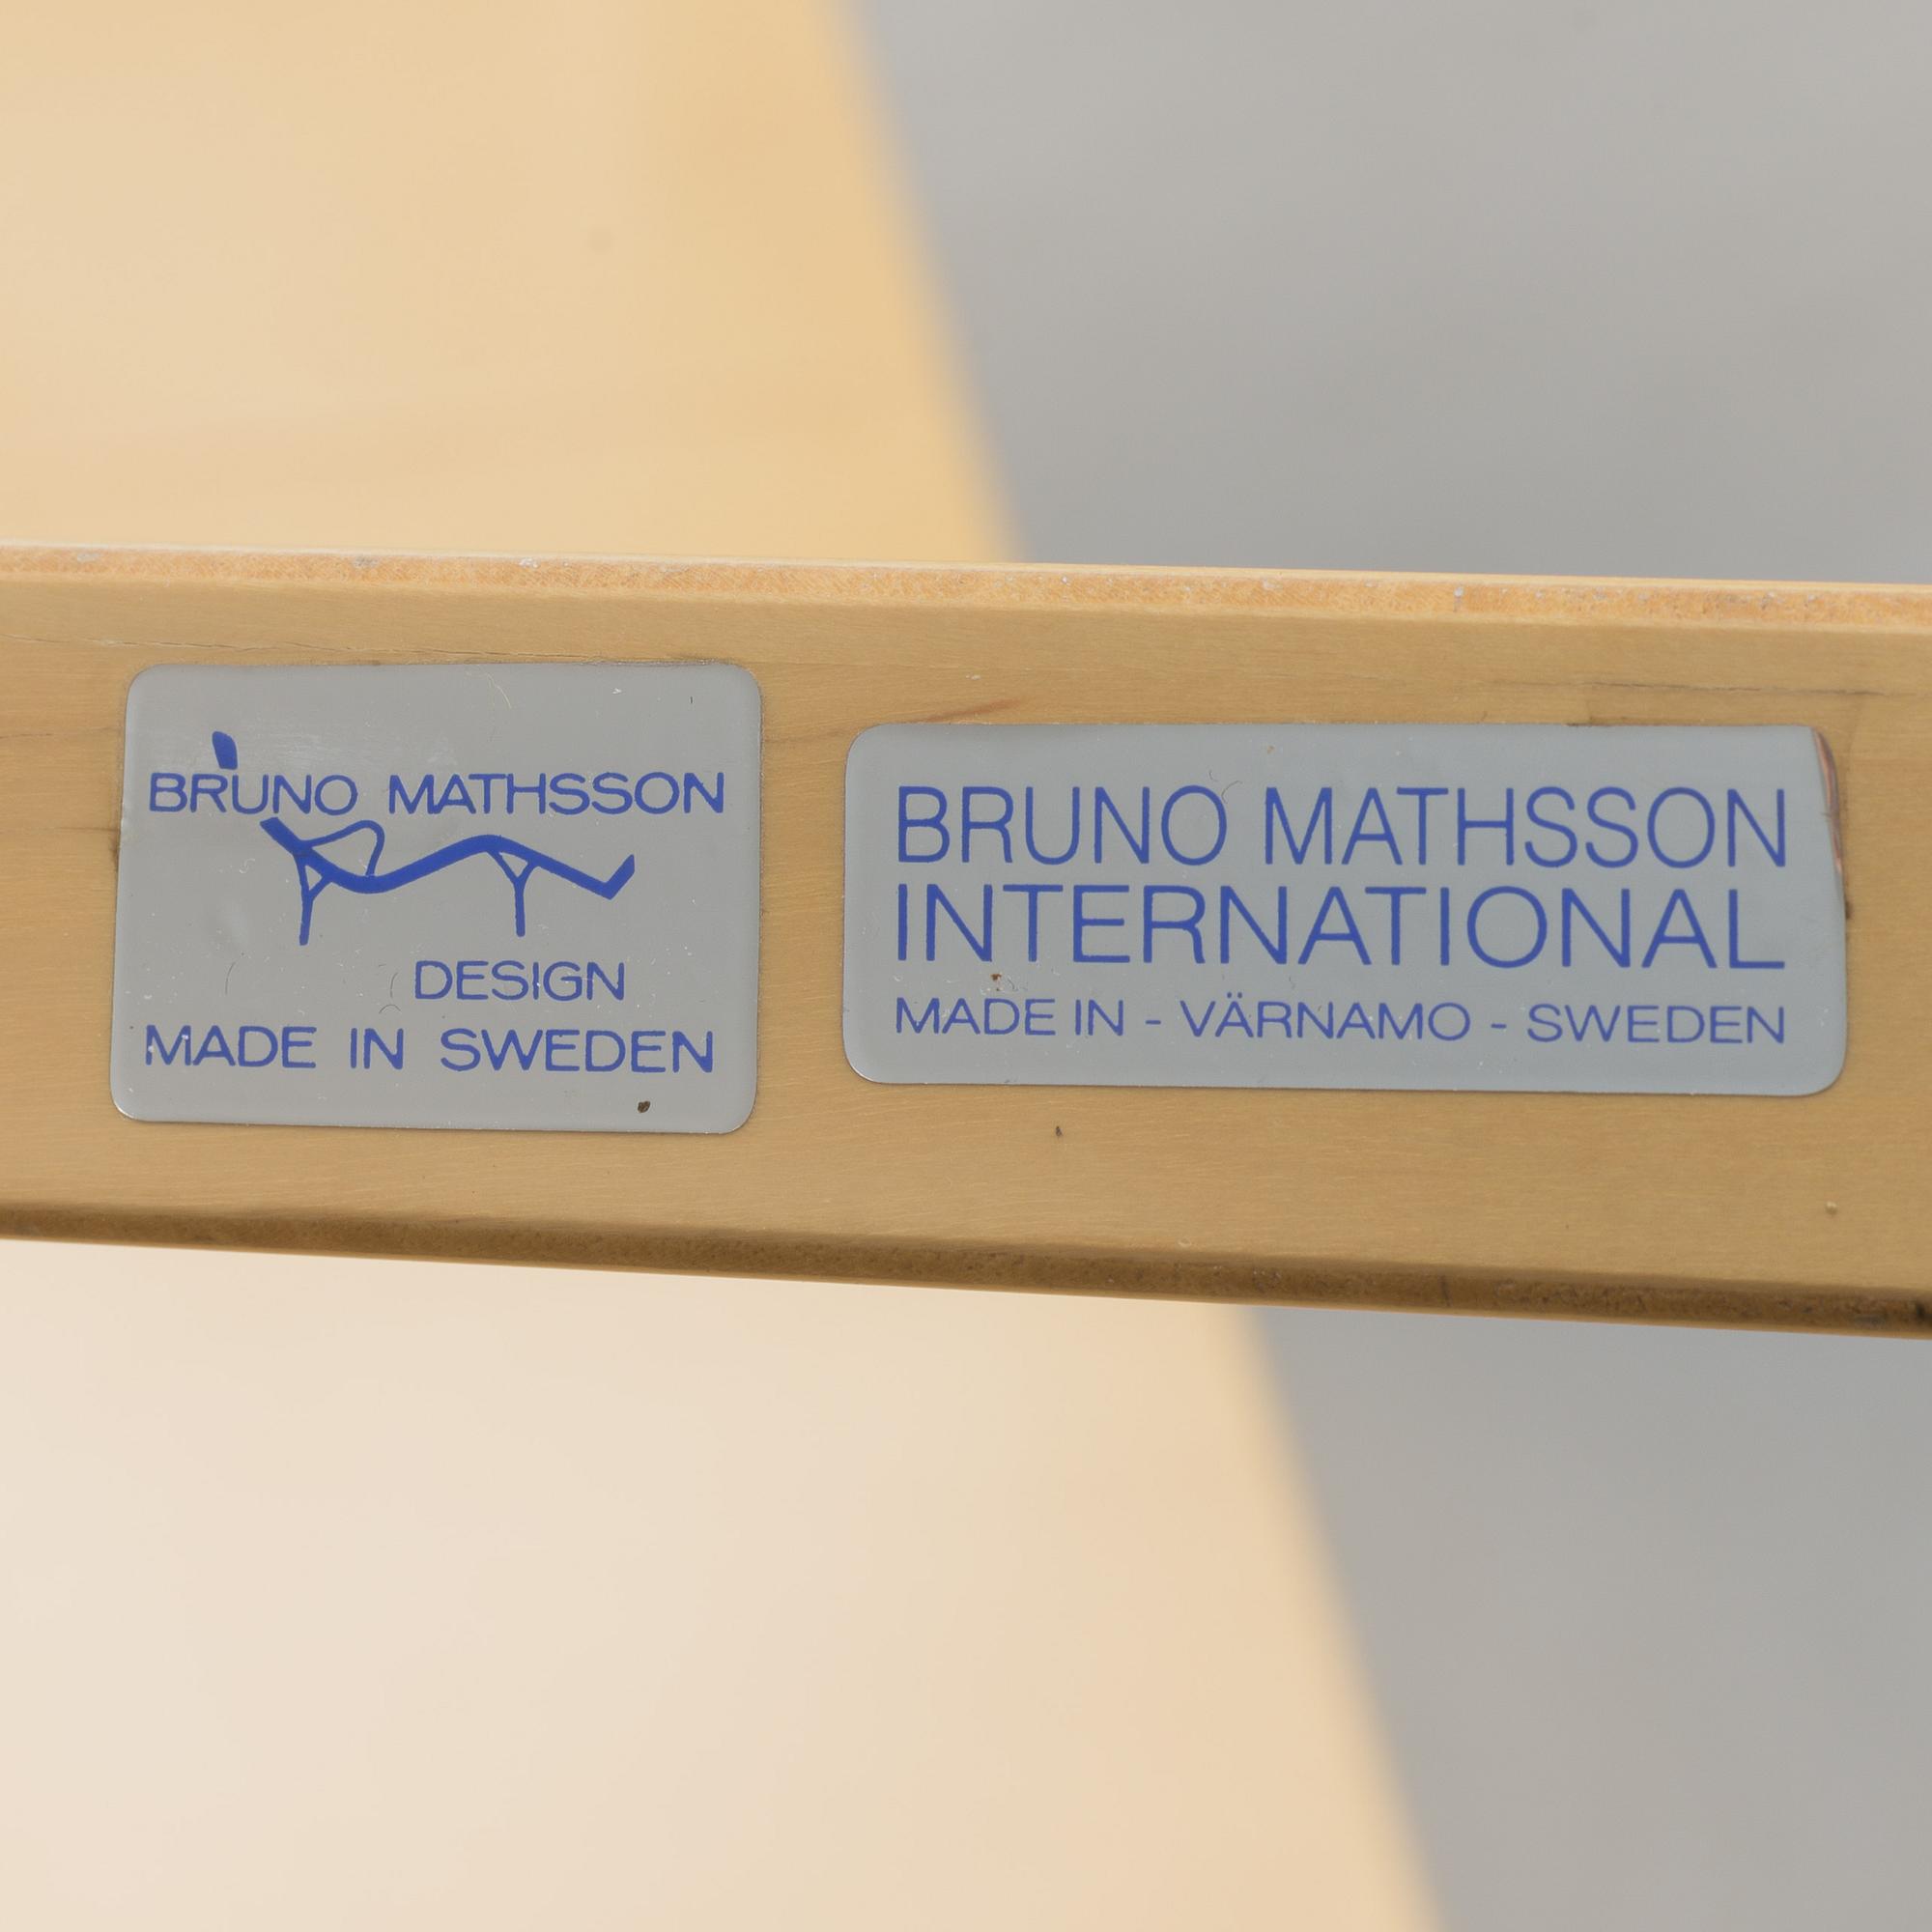 BRUNO MATHSSON
DESIGN
MADE IN SWEDEN
BRUNO MATHSSON
INTERNATIONAL
MADE IN - VÄRNAMO - SWEDEN